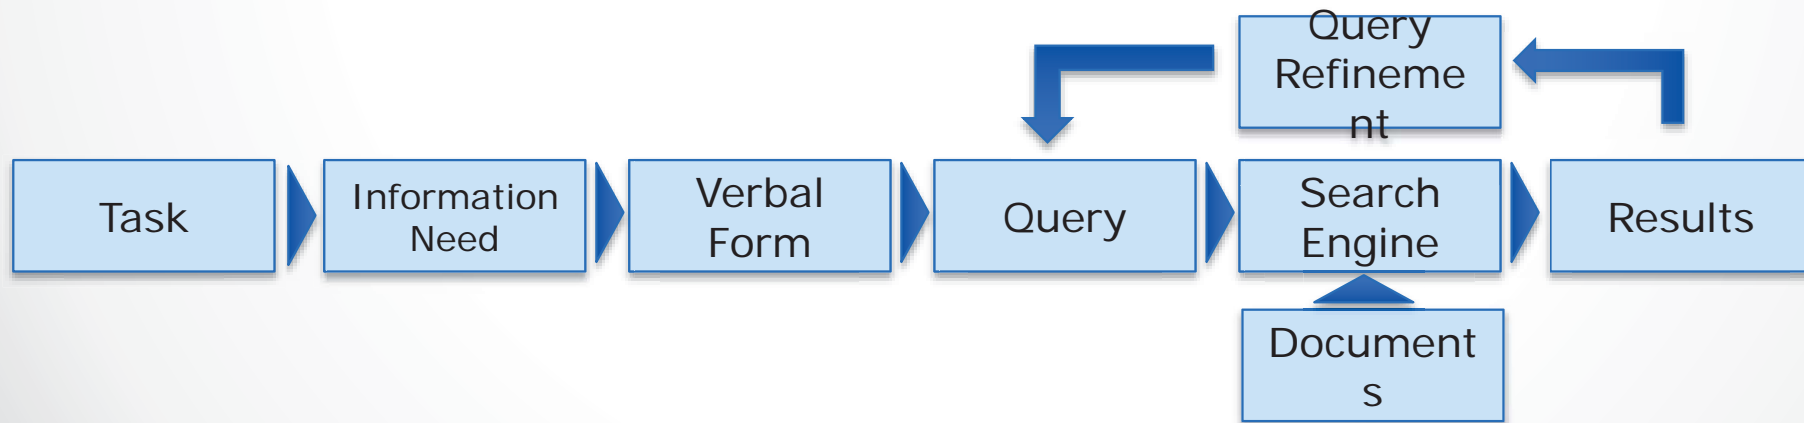 Query
Refineme
nt
Task
Information
Need
Verbal
Form
Query
Search
Engine
Results
Document
s